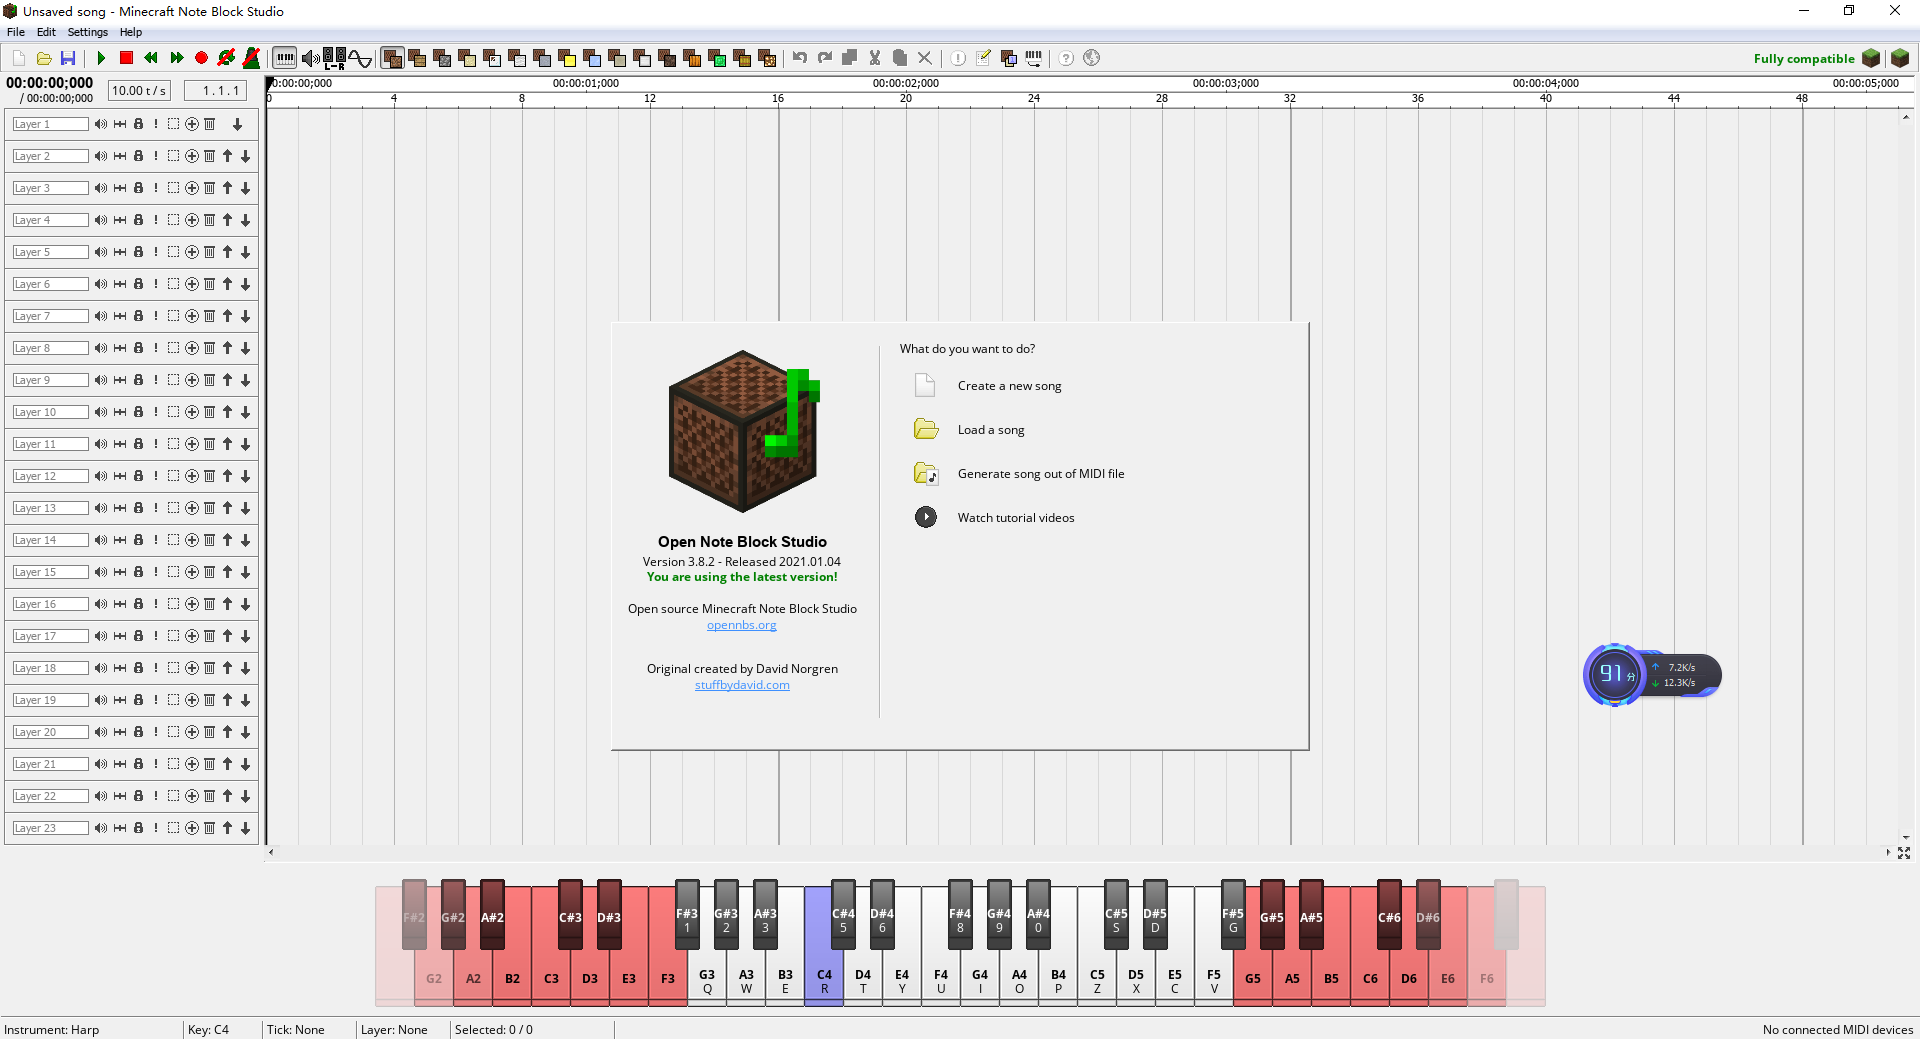 Unsaved song - Minecraft Note Block Studio
File Edit Settings Help
L-R
Fully compatible
00:00:00;000
/ 00:00:00;000
10.00 t / s
1 . 1 . 1
0:00:00;000 00:00:01;000 00:00:02;000 00:00:03;000 00:00:04;000 00:00:05;000
0 4 8 12 16 20 24 28 32 36 40 44 48
Layer 1
Layer 2
Layer 3
Layer 4
Layer 5
Layer 6
Layer 7
Layer 8
Layer 9
Layer 10
Layer 11
Layer 12
Layer 13
Layer 14
Layer 15
Layer 16
Layer 17
Layer 18
Layer 19
Layer 20
Layer 21
Layer 22
Layer 23
Open Note Block Studio
Version 3.8.2 - Released 2021.01.04
You are using the latest version!
Open source Minecraft Note Block Studio
opennbs.org
Original created by David Norgren
stuffbydavid.com
What do you want to do?
Create a new song
Load a song
Generate song out of MIDI file
Watch tutorial videos
91分
7.2K/s
12.3K/s
F#2 G#2 A#2 C#3 D#3 F#3 G#3 A#3 C#4 D#4 F#4 G#4 A#4 C#5 D#5 F#5 G#5 A#5 C#6 D#6
1 2 3 5 6 8 9 0 S D G
G2 A2 B2 C3 D3 E3 F3 G3 A3 B3 C4 D4 E4 F4 G4 A4 B4 C5 D5 E5 F5 G5 A5 B5 C6 D6 E6 F6
Q W E R T Y U I O P Z X C V
Instrument: Harp Key: C4 Tick: None Layer: None Selected: 0 / 0 No connected MIDI devices